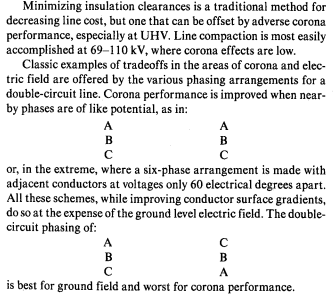 Minimizing insulation clearances is a traditional method for
decreasing line cost, but one that can be offset by adverse corona
performance, especially at UHV. Line compaction is most easily
accomplished at 69–110 kV, where corona effects are low.
Classic examples of tradeoffs in the areas of corona and elec-
tric field are offered by the various phasing arrangements for a
double-circuit line. Corona performance is improved when near-
by phases are of like potential, as in:
A A
B B
C C
or, in the extreme, where a six-phase arrangement is made with
adjacent conductors at voltages only 60 electrical degrees apart.
All these schemes, while improving conductor surface gradients,
do so at the expense of the ground level electric field. The double-
circuit phasing of:
A C
B B
C A
is best for ground field and worst for corona performance.